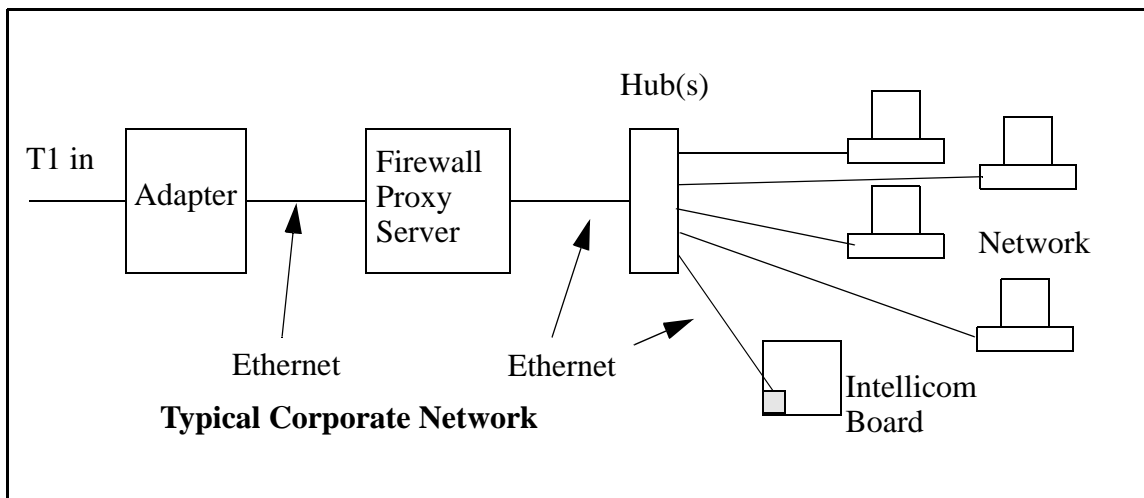 Hub(s)
T1 in
Adapter
Firewall
Proxy
Server
Network
Ethernet
Ethernet
Intellicom
Board
Typical Corporate Network